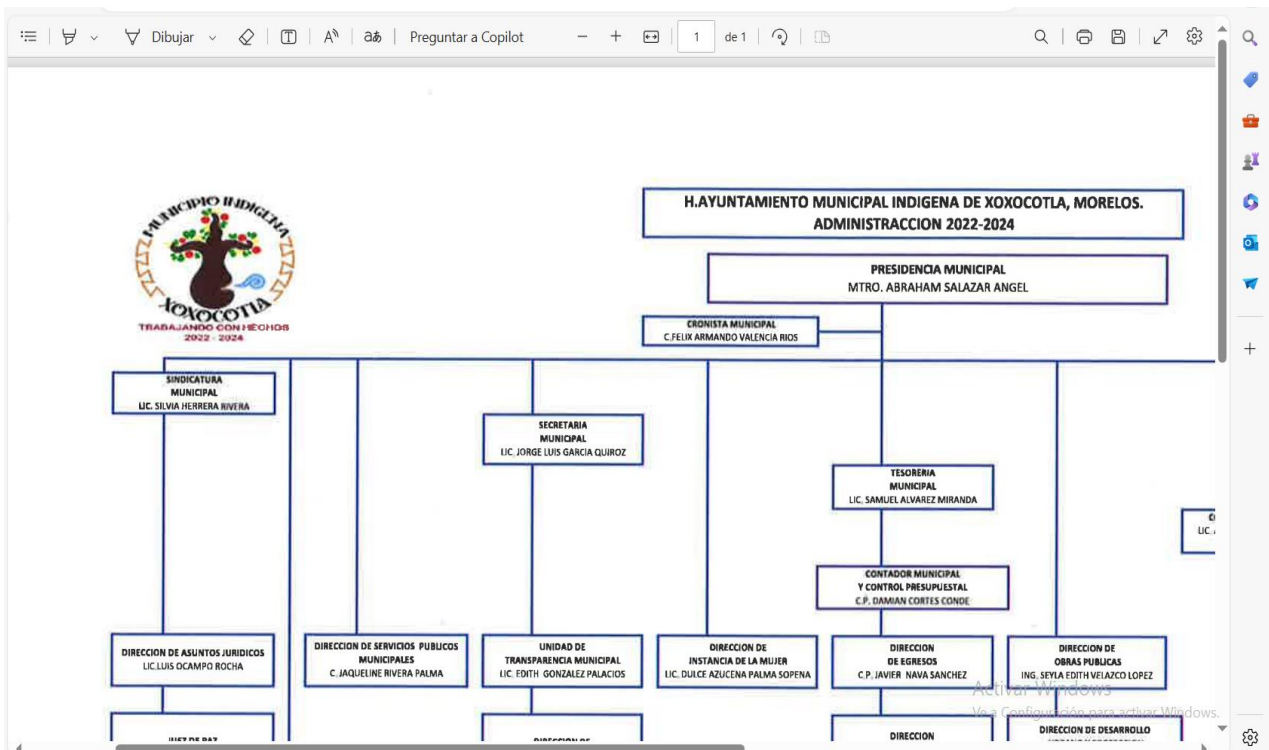 Dibujar
Preguntar a Copilot
1 de 1
MUNICIPIO INDIGENA
XOXOCOTLA
TRABAJANDO CON HECHOS
2022 - 2024
H.AYUNTAMIENTO MUNICIPAL INDIGENA DE XOXOCOTLA, MORELOS.
ADMINISTRACCION 2022-2024
PRESIDENCIA MUNICIPAL
MTRO. ABRAHAM SALAZAR ANGEL
CRONISTA MUNICIPAL
C.FELIX ARMANDO VALENCIA RIOS
SINDICATURA
MUNICIPAL
LIC. SILVIA HERRERA RIVERA
SECRETARIA
MUNICIPAL
LIC. JORGE LUIS GARCIA QUIROZ
TESORERIA
MUNICIPAL
LIC. SAMUEL ALVAREZ MIRANDA
LIC.
CONTADOR MUNICIPAL
Y CONTROL PRESUPUESTAL
C.P. DAMIAN CORTES CONDE
DIRECCION DE ASUNTOS JURIDICOS
LIC.LUIS OCAMPO ROCHA
DIRECCION DE SERVICIOS PUBLICOS
MUNICIPALES
C. JAQUELINE RIVERA PALMA
UNIDAD DE
TRANSPARENCIA MUNICIPAL
LIC. EDITH GONZALEZ PALACIOS
DIRECCION DE
INSTANCIA DE LA MUJER
LIC. DULCE AZUCENA PALMA SOPENA
DIRECCION
DE EGRESOS
C.P. JAVIER NAVA SANCHEZ
DIRECCION DE
OBRAS PUBLICAS
ING. SEYLA EDITH VELAZCO LOPEZ
Activar Windows
Ve a Configuración para activar Windows.
JUEZ DE PAZ
DIRECCION DE
DIRECCION
DIRECCION DE DESARROLLO